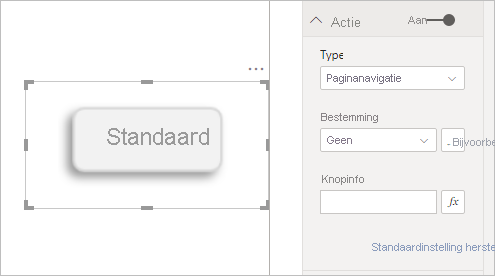 Actie
Aan
Type
Paginanavigatie
Bestemming
Geen
Bijvoorbe
Standaard
Knopinfo
fx
Standaardinstelling herste